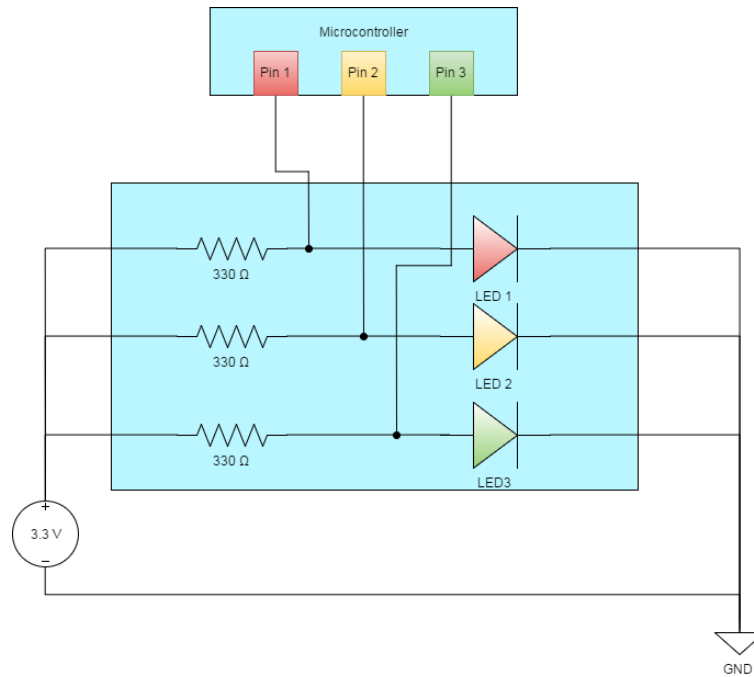 Microcontroller
Pin 1
Pin 2
Pin 3
330 Ω
LED 1
330 Ω
LED 2
330 Ω
LED3
+
3.3 V
−
GND